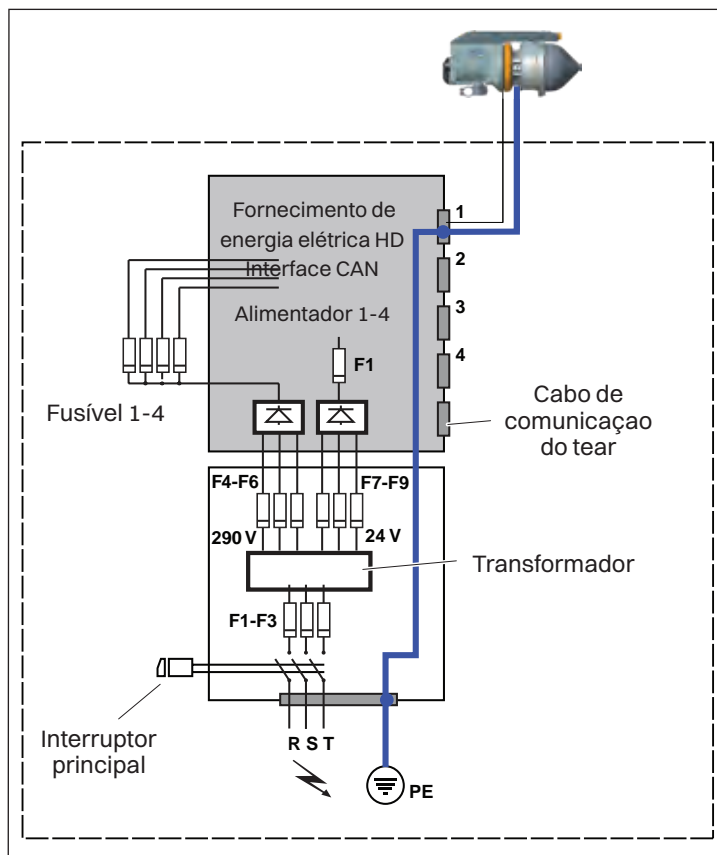 Fornecimento de
energia elétrica HD
Interface CAN
Alimentador 1-4
1
2
3
4
F1
Fusível 1-4
Cabo de
comunicaçao
do tear
F4-F6
F7-F9
290 V
24 V
Transformador
F1-F3
Interruptor
principal
R S T
PE